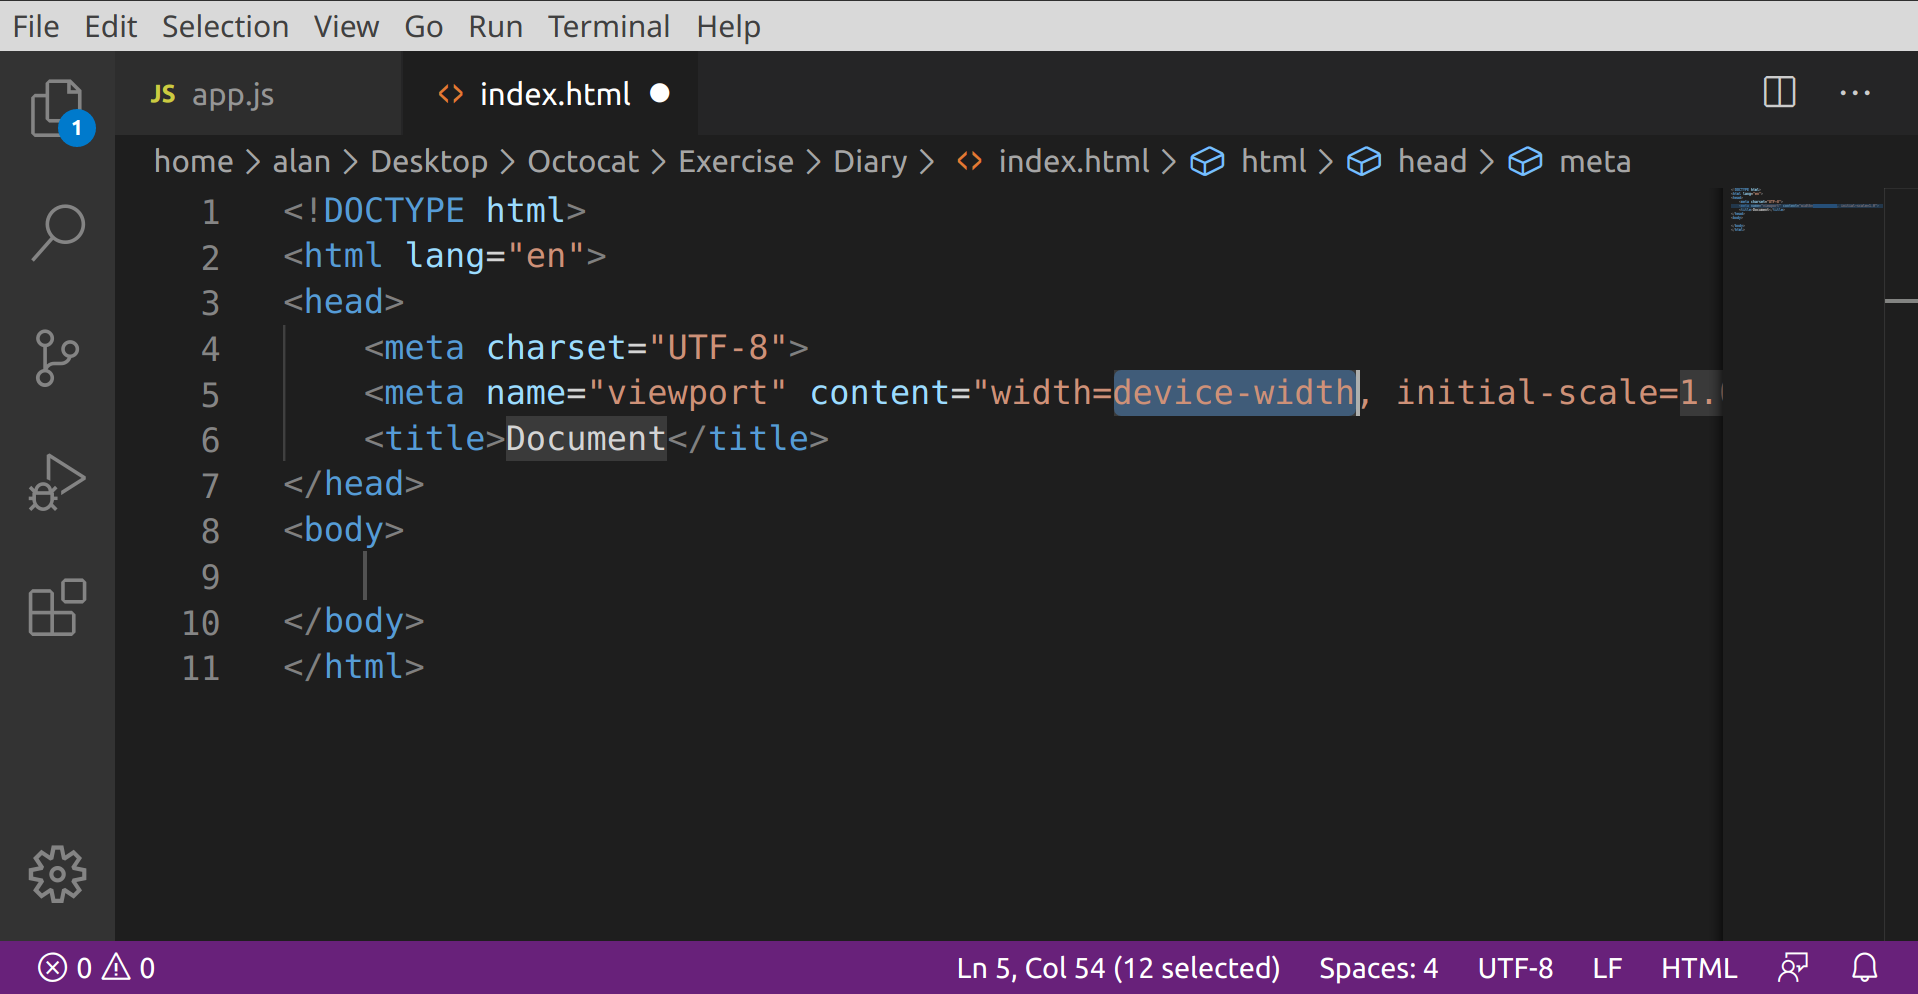 File Edit Selection View Go Run Terminal Help
JS app.js <> index.html
home > alan > Desktop > Octocat > Exercise > Diary > <> index.html > html > head > meta
1 <!DOCTYPE html>
2 <html lang="en">
3 <head>
4 <meta charset="UTF-8">
5 <meta name="viewport" content="width=device-width, initial-scale=1.
6 <title>Document</title>
7 </head>
8 <body>
9
10 </body>
11 </html>
1
0 0 Ln 5, Col 54 (12 selected) Spaces: 4 UTF-8 LF HTML